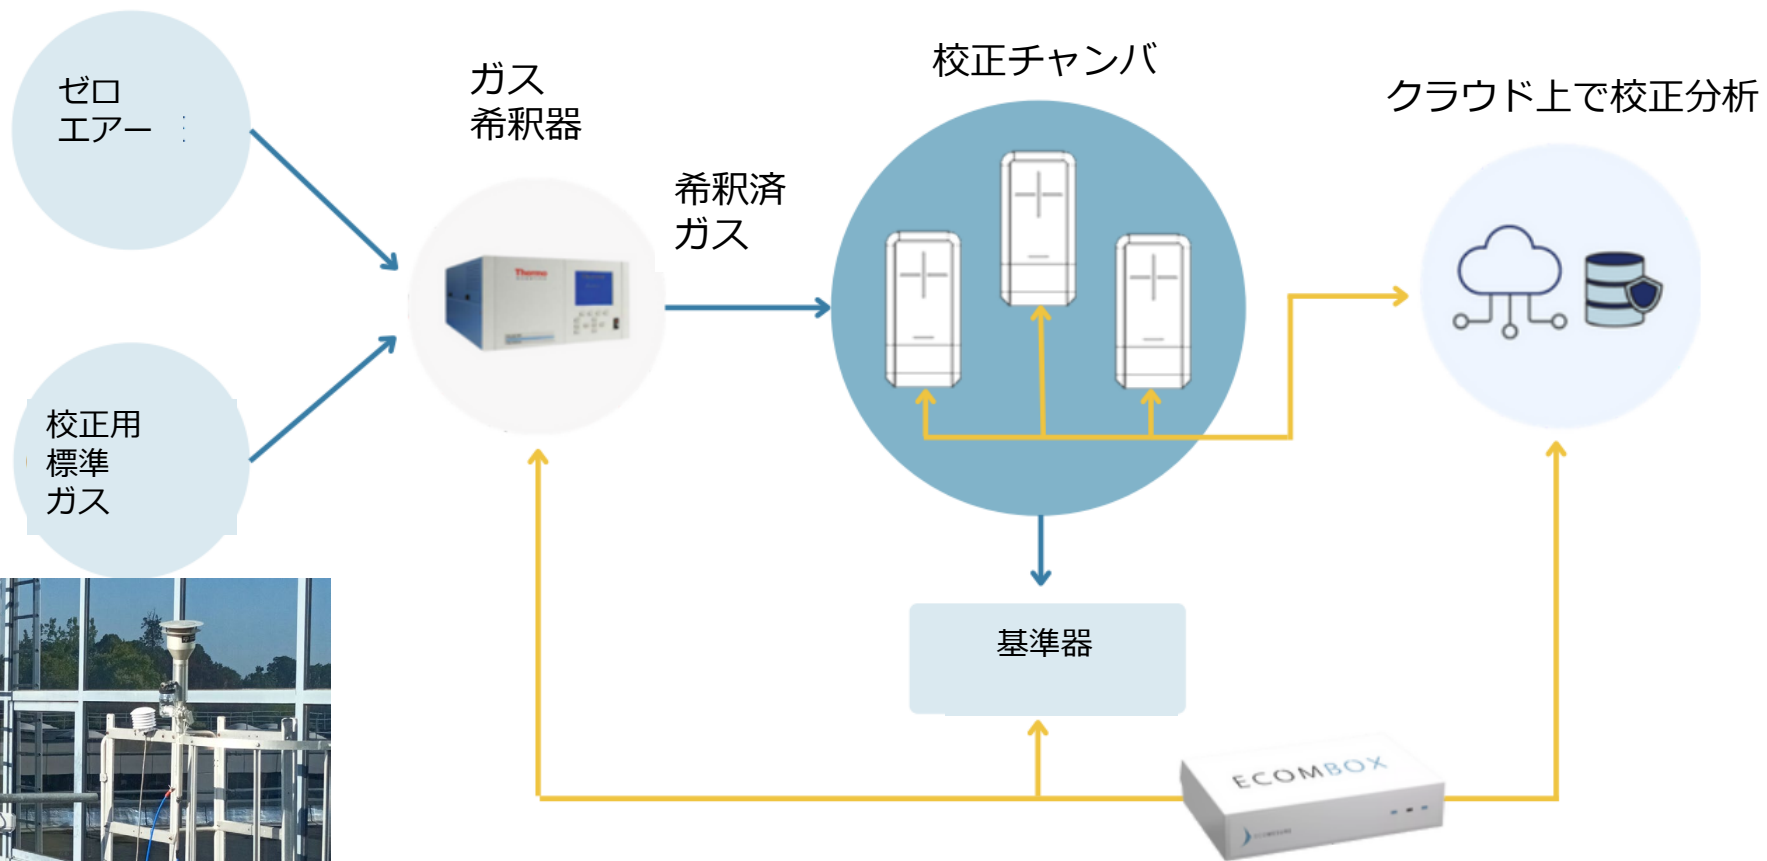 ゼロ
エアー
ガス
希釈器
校正チャンバ
クラウド上で校正分析
希釈済
ガス
Thermo
校正用
標準
ガス
基準器
ECOMBOX